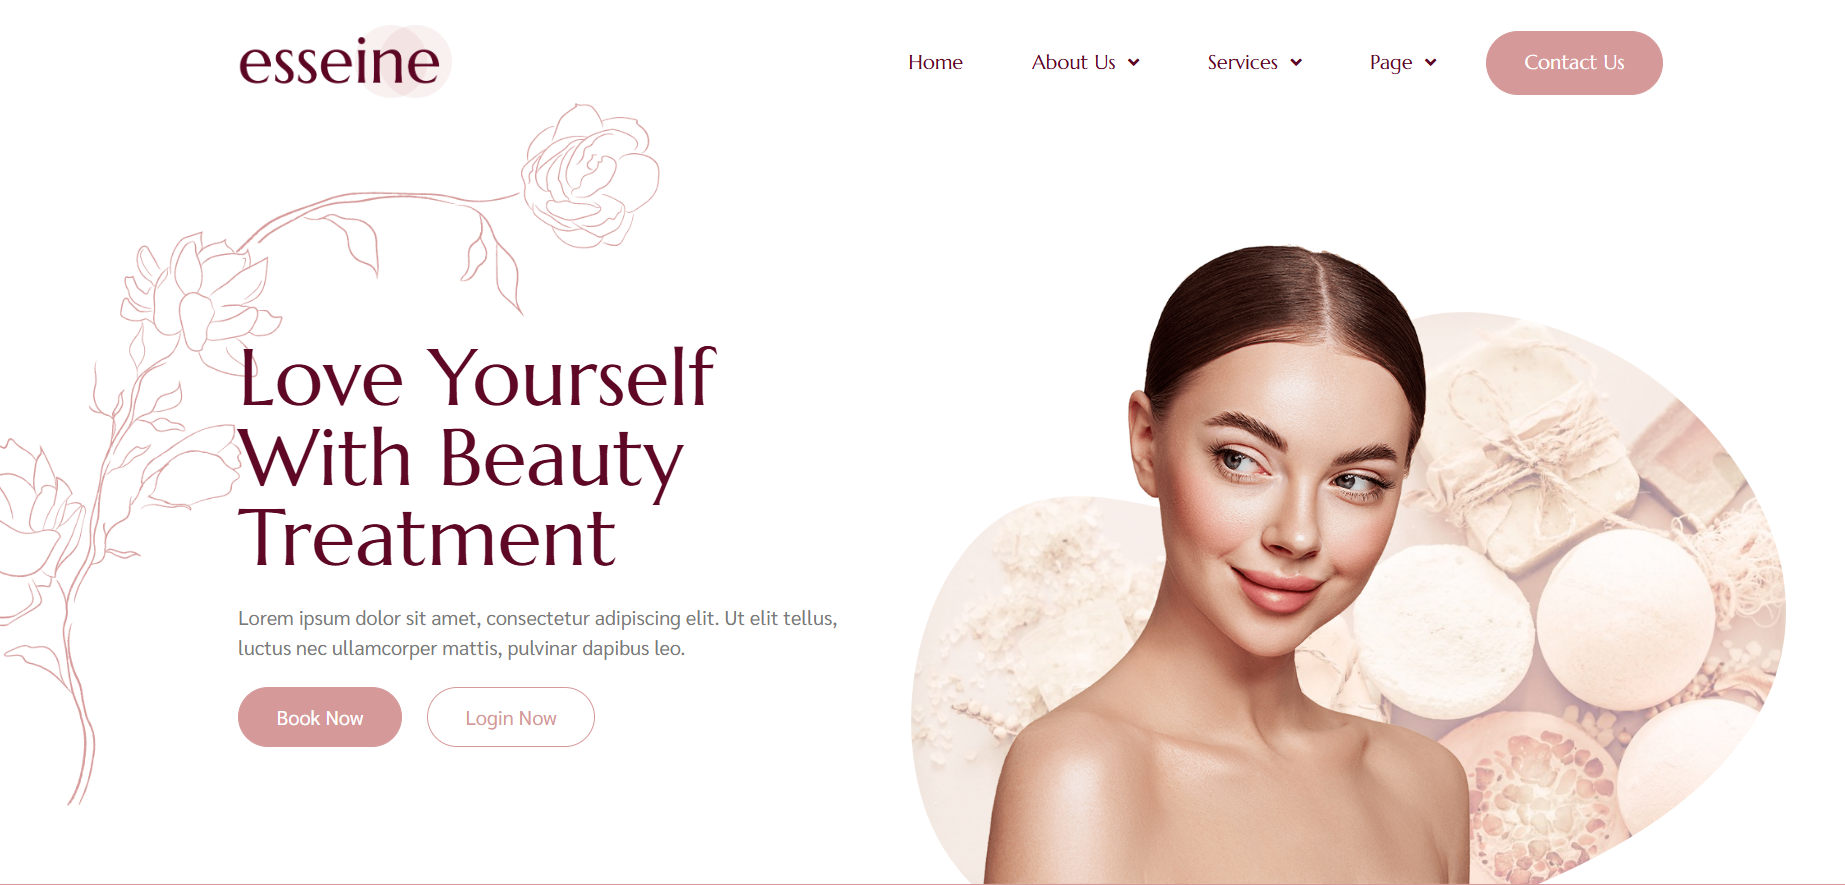 esseine
Home About Us Services Page Contact Us
Love Yourself
With Beauty
Treatment
Lorem ipsum dolor sit amet, consectetur adipiscing elit. Ut elit tellus,
luctus nec ullamcorper mattis, pulvinar dapibus leo.
Book Now Login Now